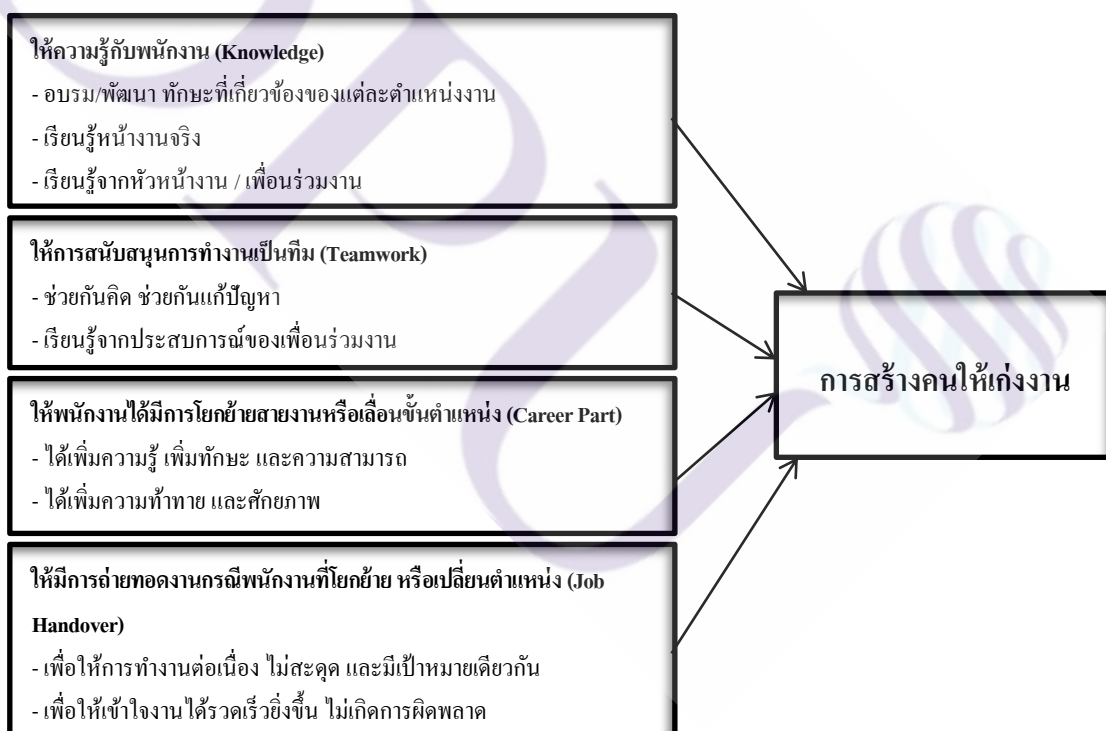 ให้ความรู้กับพนักงาน (Knowledge)
- อบรม/พัฒนา ทักษะที่เกี่ยวข้องของแต่ละตำแหน่งงาน
- เรียนรู้หน้างานจริง
- เรียนรู้จากหัวหน้างาน / เพื่อนร่วมงาน
ให้การสนับสนุนการทำงานเป็นทีม (Teamwork)
- ช่วยกันคิด ช่วยกันแก้ปัญหา
- เรียนรู้จากประสบการณ์ของเพื่อนร่วมงาน
ให้พนักงานได้มีการโยกย้ายสายงานหรือเลื่อนขั้นตำแหน่ง (Career Part)
- ได้เพิ่มความรู้ เพิ่มทักษะ และความสามารถ
- ได้เพิ่มความท้าทาย และศักยภาพ
ให้มีการถ่ายทอดงานกรณีพนักงานที่โยกย้าย หรือเปลี่ยนตำแหน่ง (Job
Handover)
- เพื่อให้การทำงานต่อเนื่อง ไม่สะดุด และมีเป้าหมายเดียวกัน
- เพื่อให้เข้าใจงานได้รวดเร็วยิ่งขึ้น ไม่เกิดการผิดพลาด
การสร้างคนให้เก่งงาน